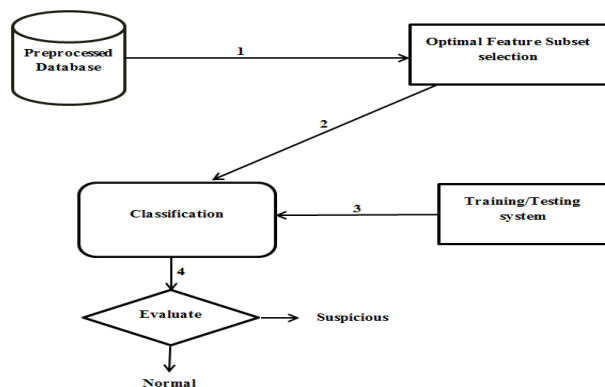 Preprocessed
Database
1
Optimal Feature Subset
selection
2
Classification
3
Training/Testing
system
4
Evaluate
Suspicious
Normal